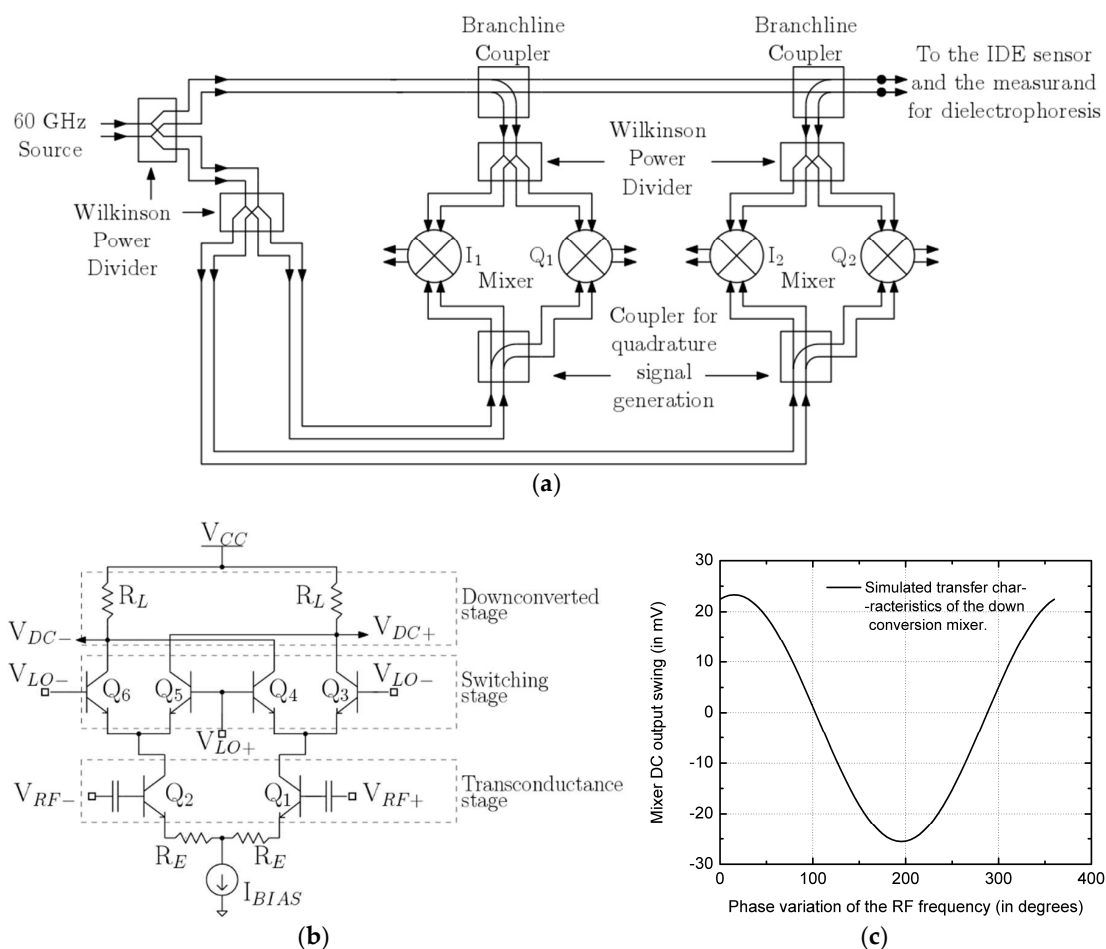 Branchline
Coupler
Branchline
Coupler
To the IDE sensor
and the measurand
for dielectrophoresis
60 GHz
Source
Wilkinson
Power
Divider
Wilkinson
Power
Divider
I1
Q1
Mixer
I2
Q2
Mixer
Coupler for
quadrature
signal
generation
(a)
VCC
RL
RL
Downconverted
stage
VDC−
VDC+
VLO−
Q6
Q5
Q4
Q3
VLO−
Switching
stage
VLO+
VRF−
Q2
Q1
VRF+
Transconductance
stage
RE
RE
IBIAS
(b)
30
20
10
0
-10
-20
-30
Mixer DC output swing (in mV)
Simulated transfer char-
-racteristics of the down
conversion mixer.
0
100
200
300
400
Phase variation of the RF frequency (in degrees)
(c)